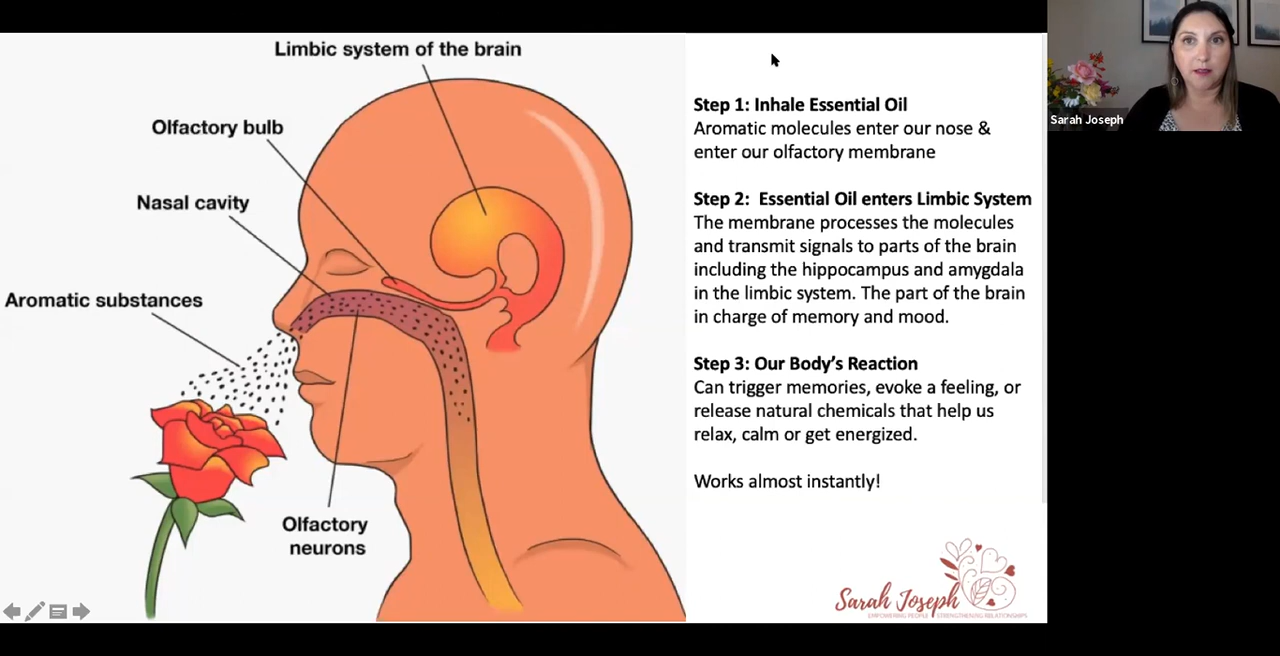 Limbic system of the brain
Olfactory bulb
Nasal cavity
Aromatic substances
Olfactory
neurons
Step 1: Inhale Essential Oil
Aromatic molecules enter our nose &
enter our olfactory membrane
Step 2:  Essential Oil enters Limbic System
The membrane processes the molecules
and transmit signals to parts of the brain
including the hippocampus and amygdala
in the limbic system. The part of the brain
in charge of memory and mood.
Step 3: Our Body’s Reaction
Can trigger memories, evoke a feeling, or
release natural chemicals that help us
relax, calm or get energized.
Works almost instantly!
Sarah Joseph
EMPOWERING PEOPLE | STRENGTHENING RELATIONSHIPS
Sarah Joseph